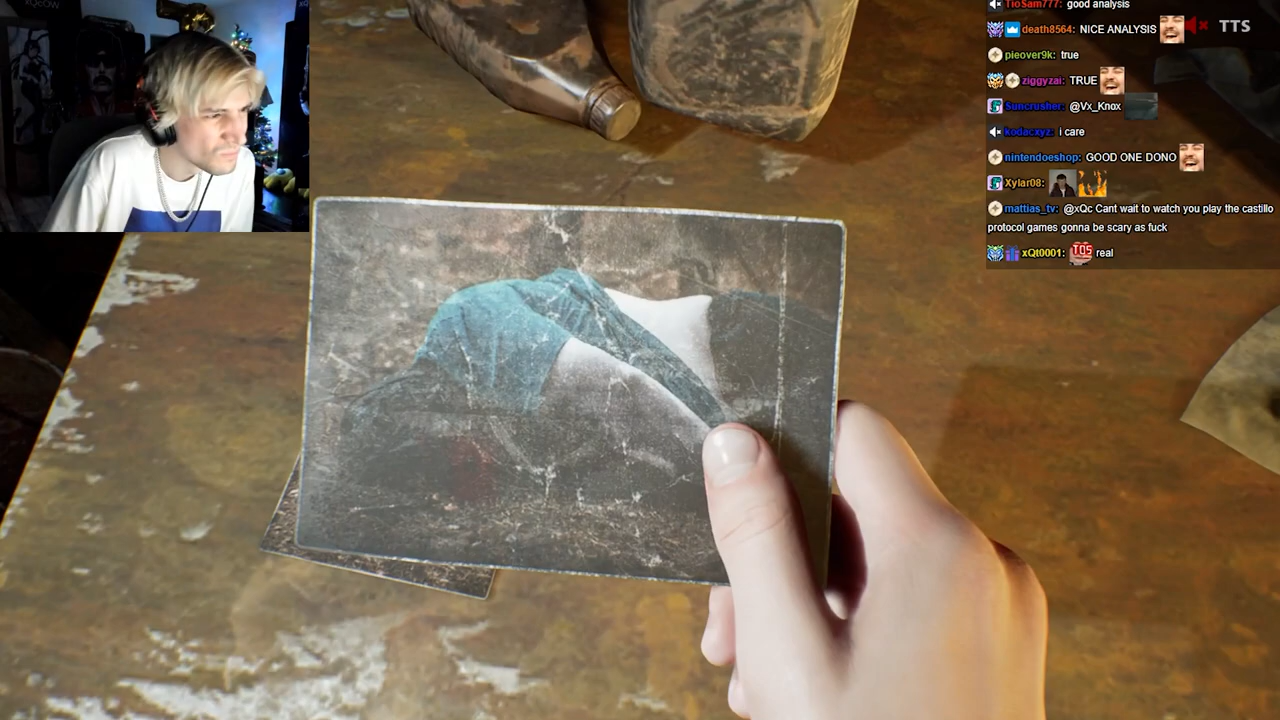 TioSam777: good analysis
TTS
death8564: NICE ANALYSIS
pieover9k: true
ziggyzai: TRUE
Suncrusher: @Vx_Knox
kodacxyz: i care
nintendoeshop: GOOD ONE DONO
Xylar08:
mattias_tv: @xQc Cant wait to watch you play the castillo
protocol games gonna be scary as fuck
xQt0001: TOS real